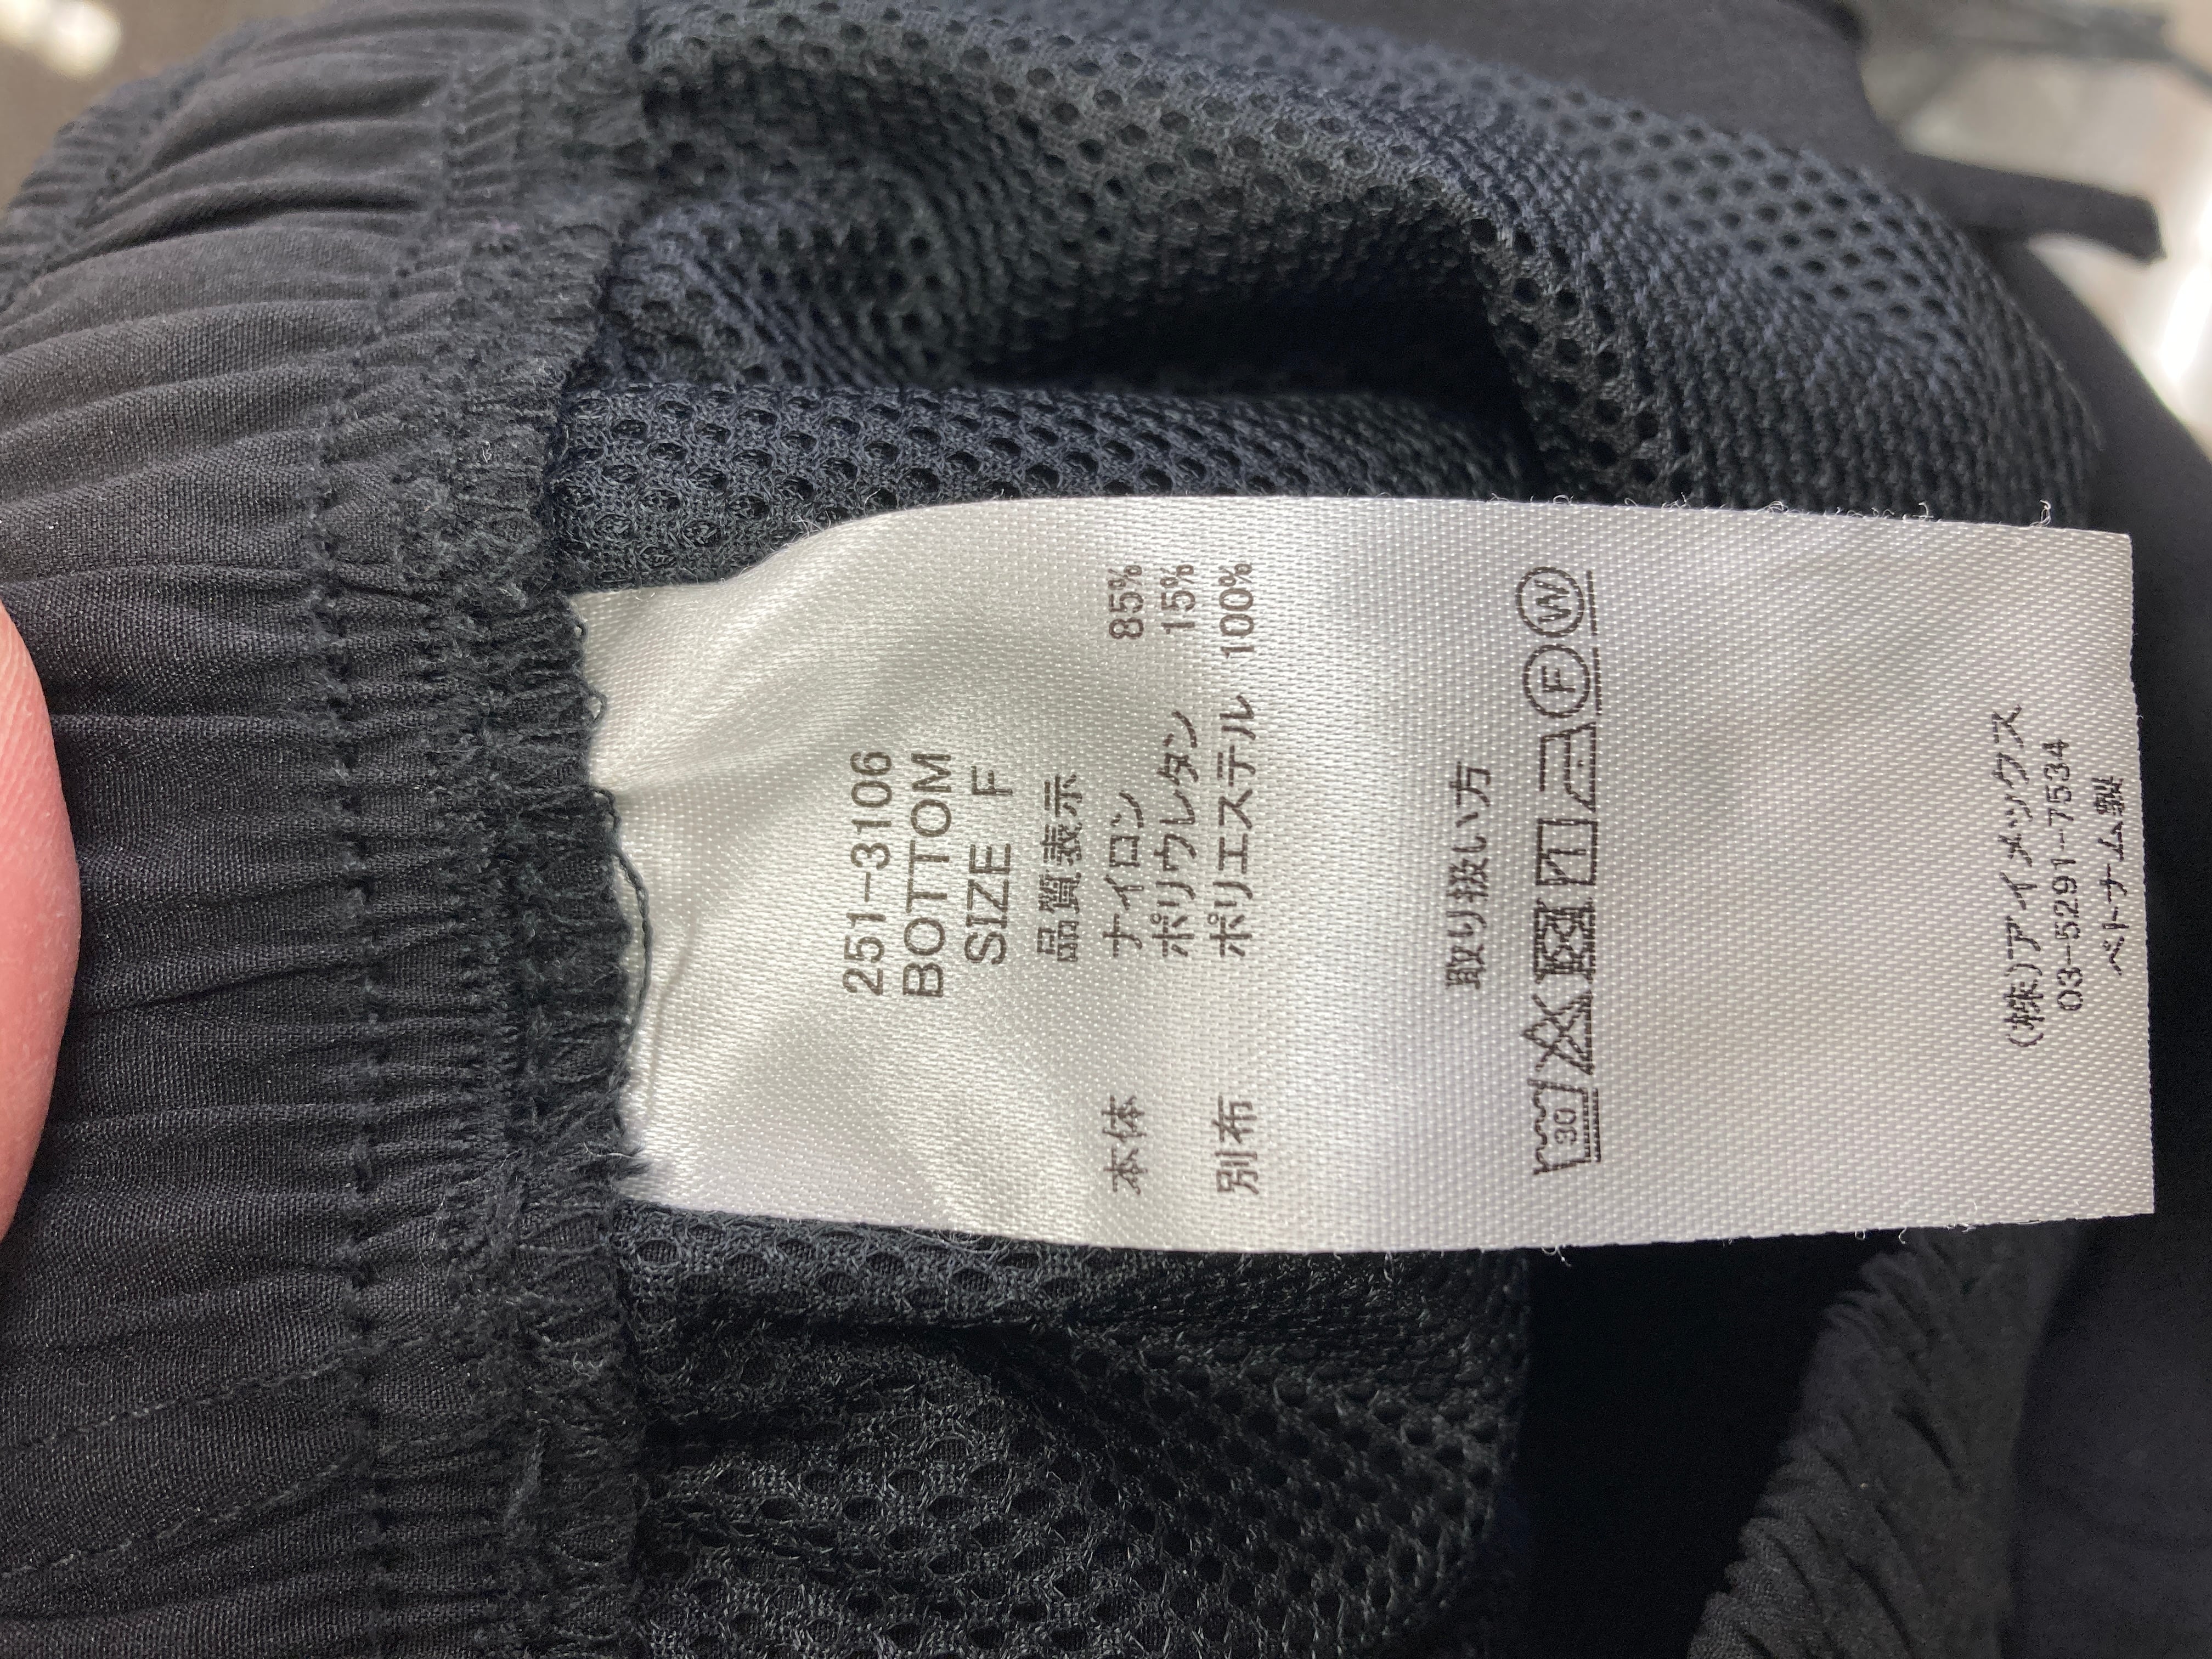 251-3106
BOTTOM
SIZE F
品質表示
本体 ナイロン 85%
ポリウレタン 15%
別布 ポリエステル 100%
取り扱い方
30 F W
(株)アイメックス
03-5291-7534
ベトナム製